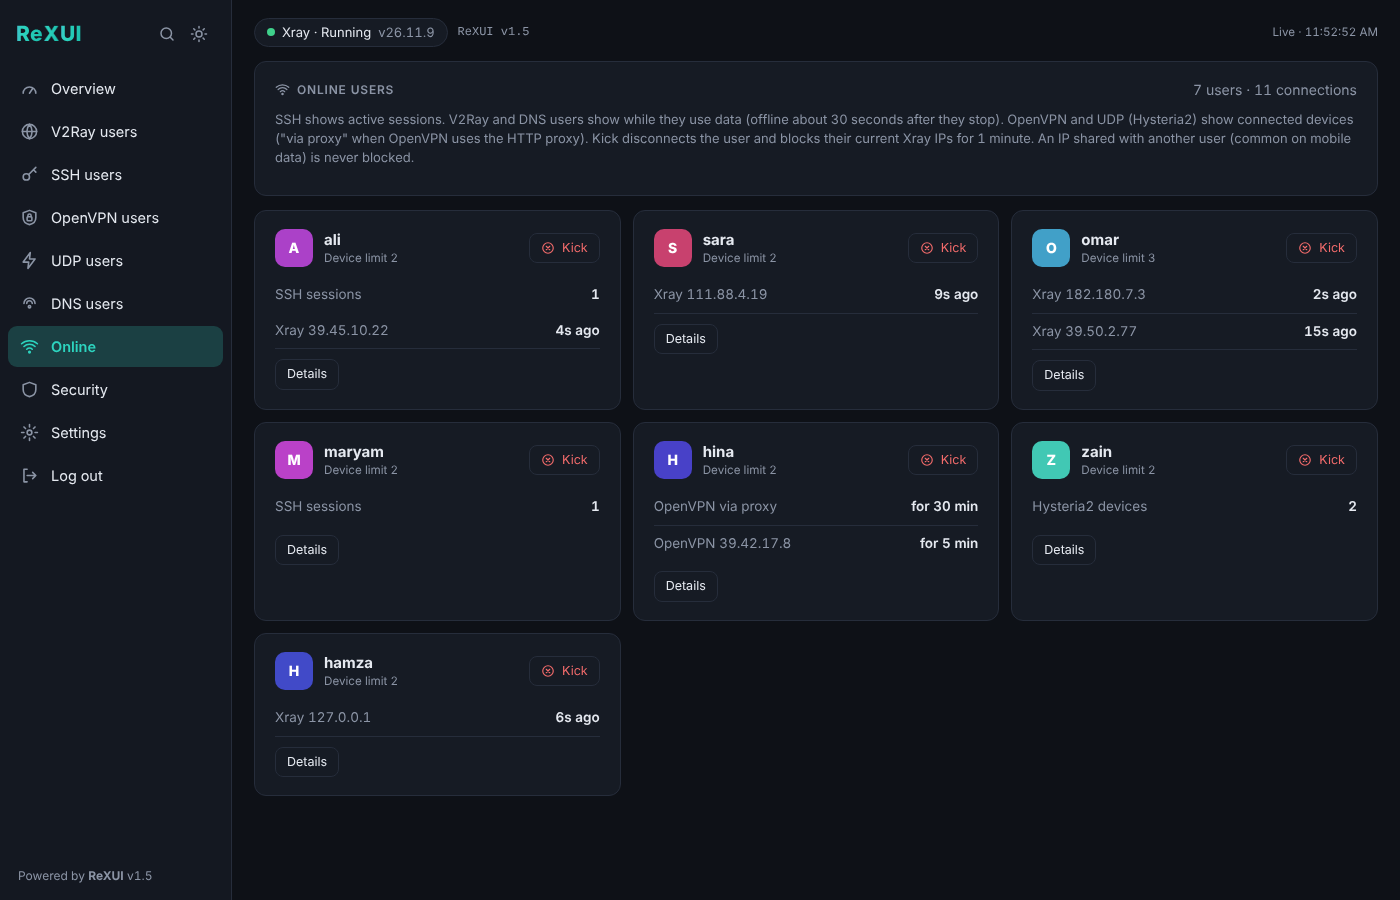 ReXUI
Overview
V2Ray users
SSH users
OpenVPN users
UDP users
DNS users
Online
Security
Settings
Log out
Powered by ReXUI v1.5
Xray · Running v26.11.9
ReXUI v1.5
Live · 11:52:52 AM
ONLINE USERS
7 users · 11 connections
SSH shows active sessions. V2Ray and DNS users show while they use data (offline about 30 seconds after they stop). OpenVPN and UDP (Hysteria2) show connected devices
("via proxy" when OpenVPN uses the HTTP proxy). Kick disconnects the user and blocks their current Xray IPs for 1 minute. An IP shared with another user (common on mobile
data) is never blocked.
A
ali
Device limit 2
Kick
SSH sessions 1
Xray 39.45.10.22 4s ago
Details
S
sara
Device limit 2
Kick
Xray 111.88.4.19 9s ago
Details
O
omar
Device limit 3
Kick
Xray 182.180.7.3 2s ago
Xray 39.50.2.77 15s ago
Details
M
maryam
Device limit 2
Kick
SSH sessions 1
Details
H
hina
Device limit 2
Kick
OpenVPN via proxy for 30 min
OpenVPN 39.42.17.8 for 5 min
Details
Z
zain
Device limit 2
Kick
Hysteria2 devices 2
Details
H
hamza
Device limit 2
Kick
Xray 127.0.0.1 6s ago
Details